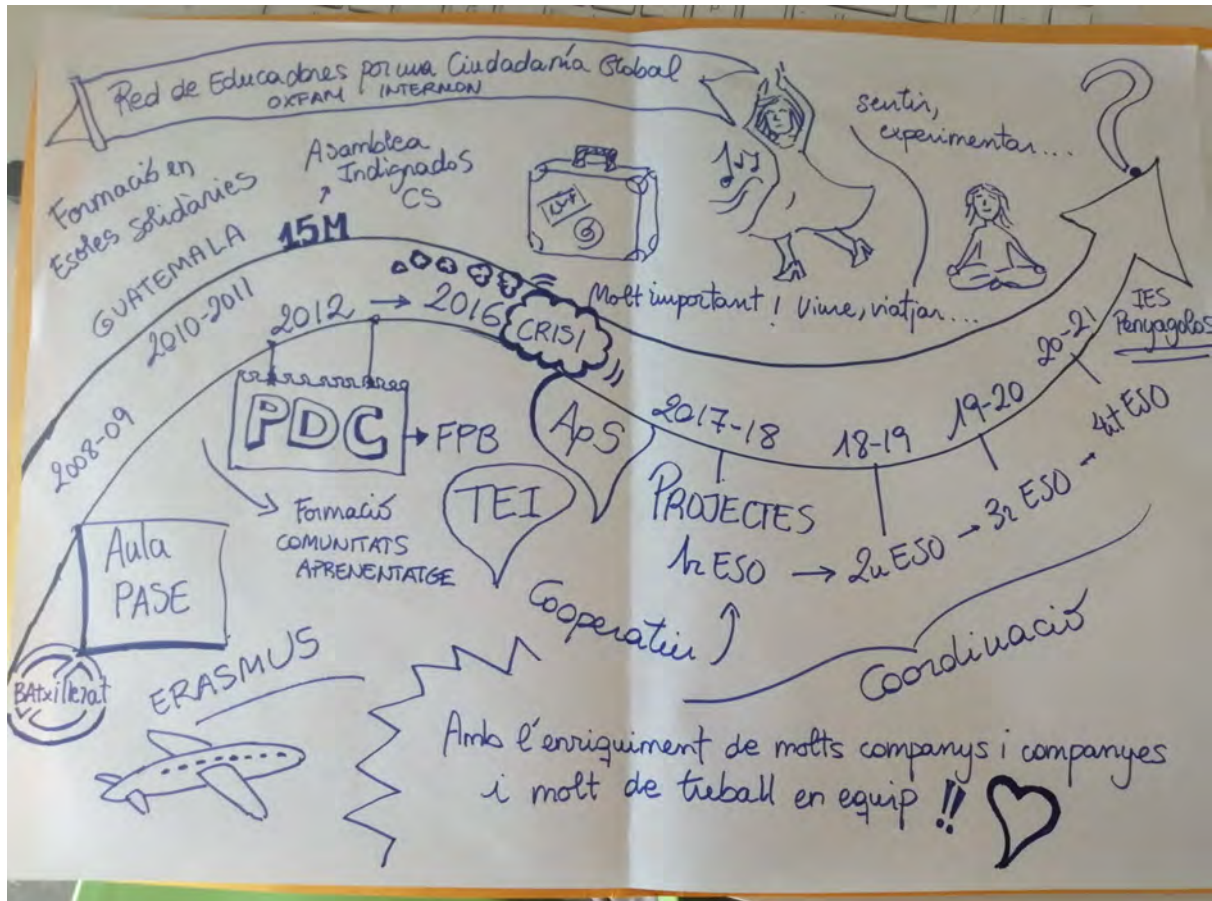 Red de Educadores por una Ciudadanía Global
OXFAM INTERMON
Formació en
Escoles solidàries
GUATEMALA
2010-2011
15M
Asamblea
Indignados
CS
sentir,
experimentar...
?
Molt important! Viure, viatjar...
2008-09
2012 → 2016
CRISI
PDC → FPB
Formació
COMUNITATS
APRENENTATGE
TEI
ApS
2017-18
18-19
19-20
20-21
IES
Penyagolosa
PROJECTES
1r ESO → 2n ESO → 3r ESO → 4t ESO
Cooperatiu
Coordinació
Aula
PASE
BAtxillerat
ERASMUS
Amb l'enriquiment de molts companys i companyes
i molt de treball en equip !!